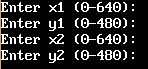 Enter x1 (0-640):
Enter y1 (0-480):
Enter x2 (0-640):
Enter y2 (0-480):